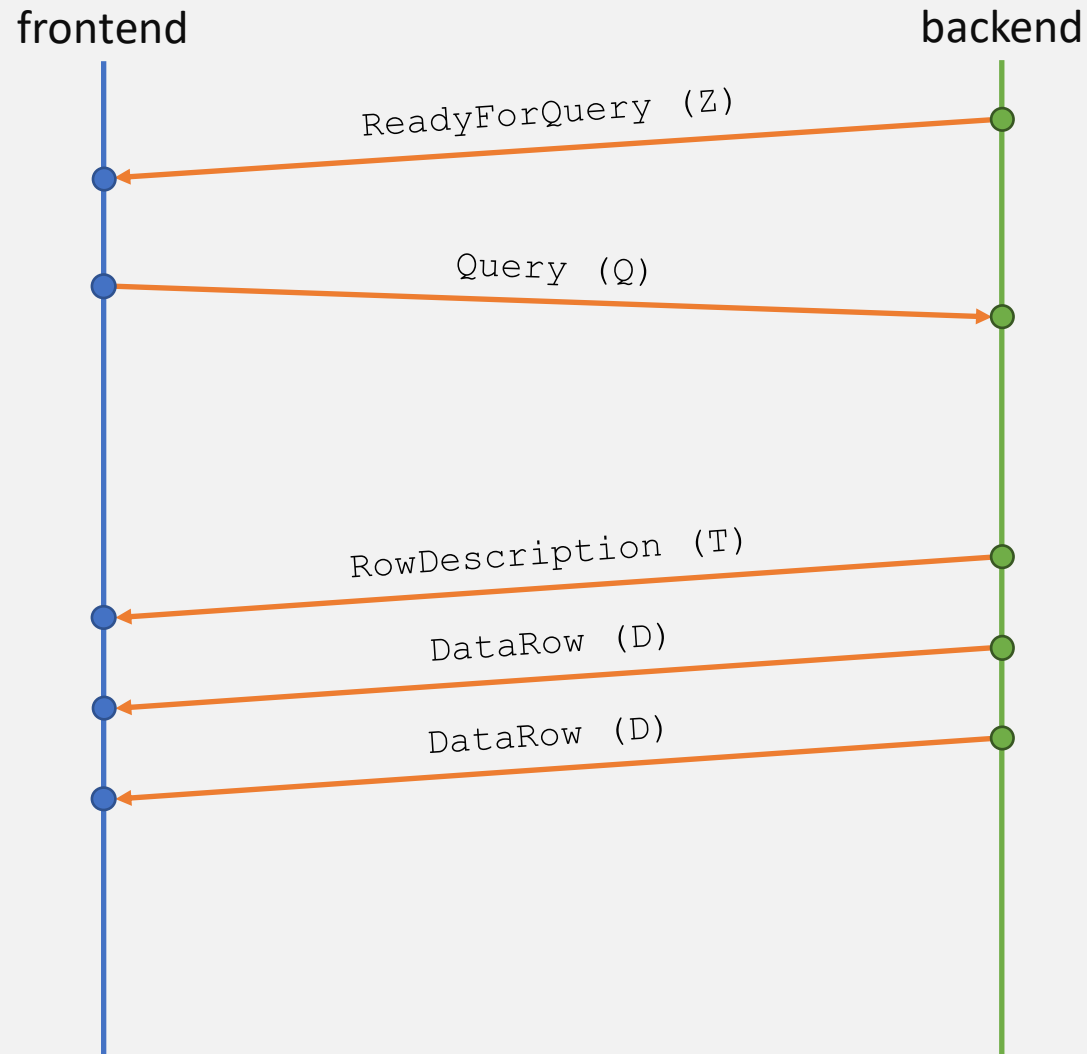 frontend
backend
ReadyForQuery (Z)
Query (Q)
RowDescription (T)
DataRow (D)
DataRow (D)